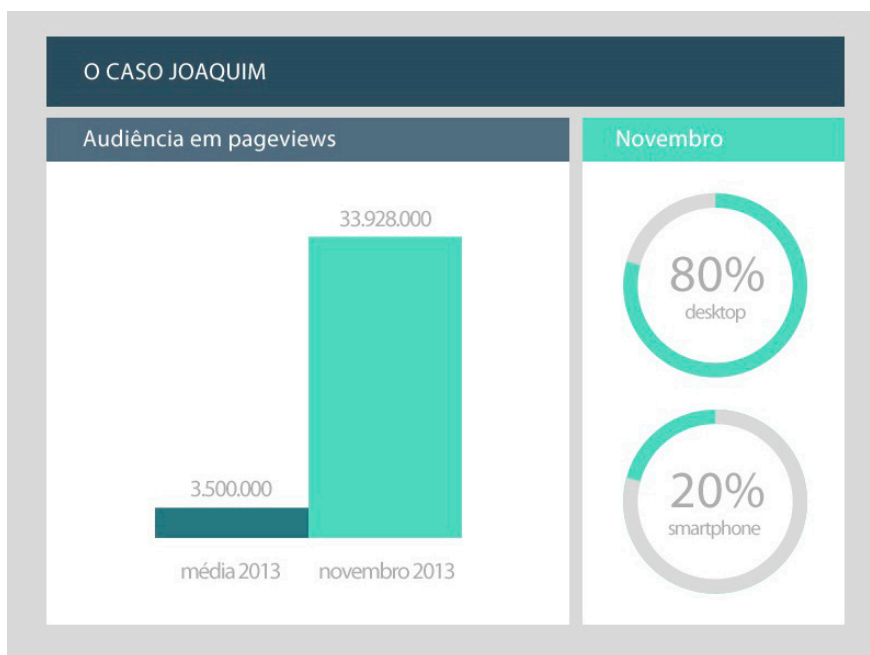 O CASO JOAQUIM
Audiência em pageviews
33.928.000
3.500.000
média 2013
novembro 2013
Novembro
80%
desktop
20%
smartphone